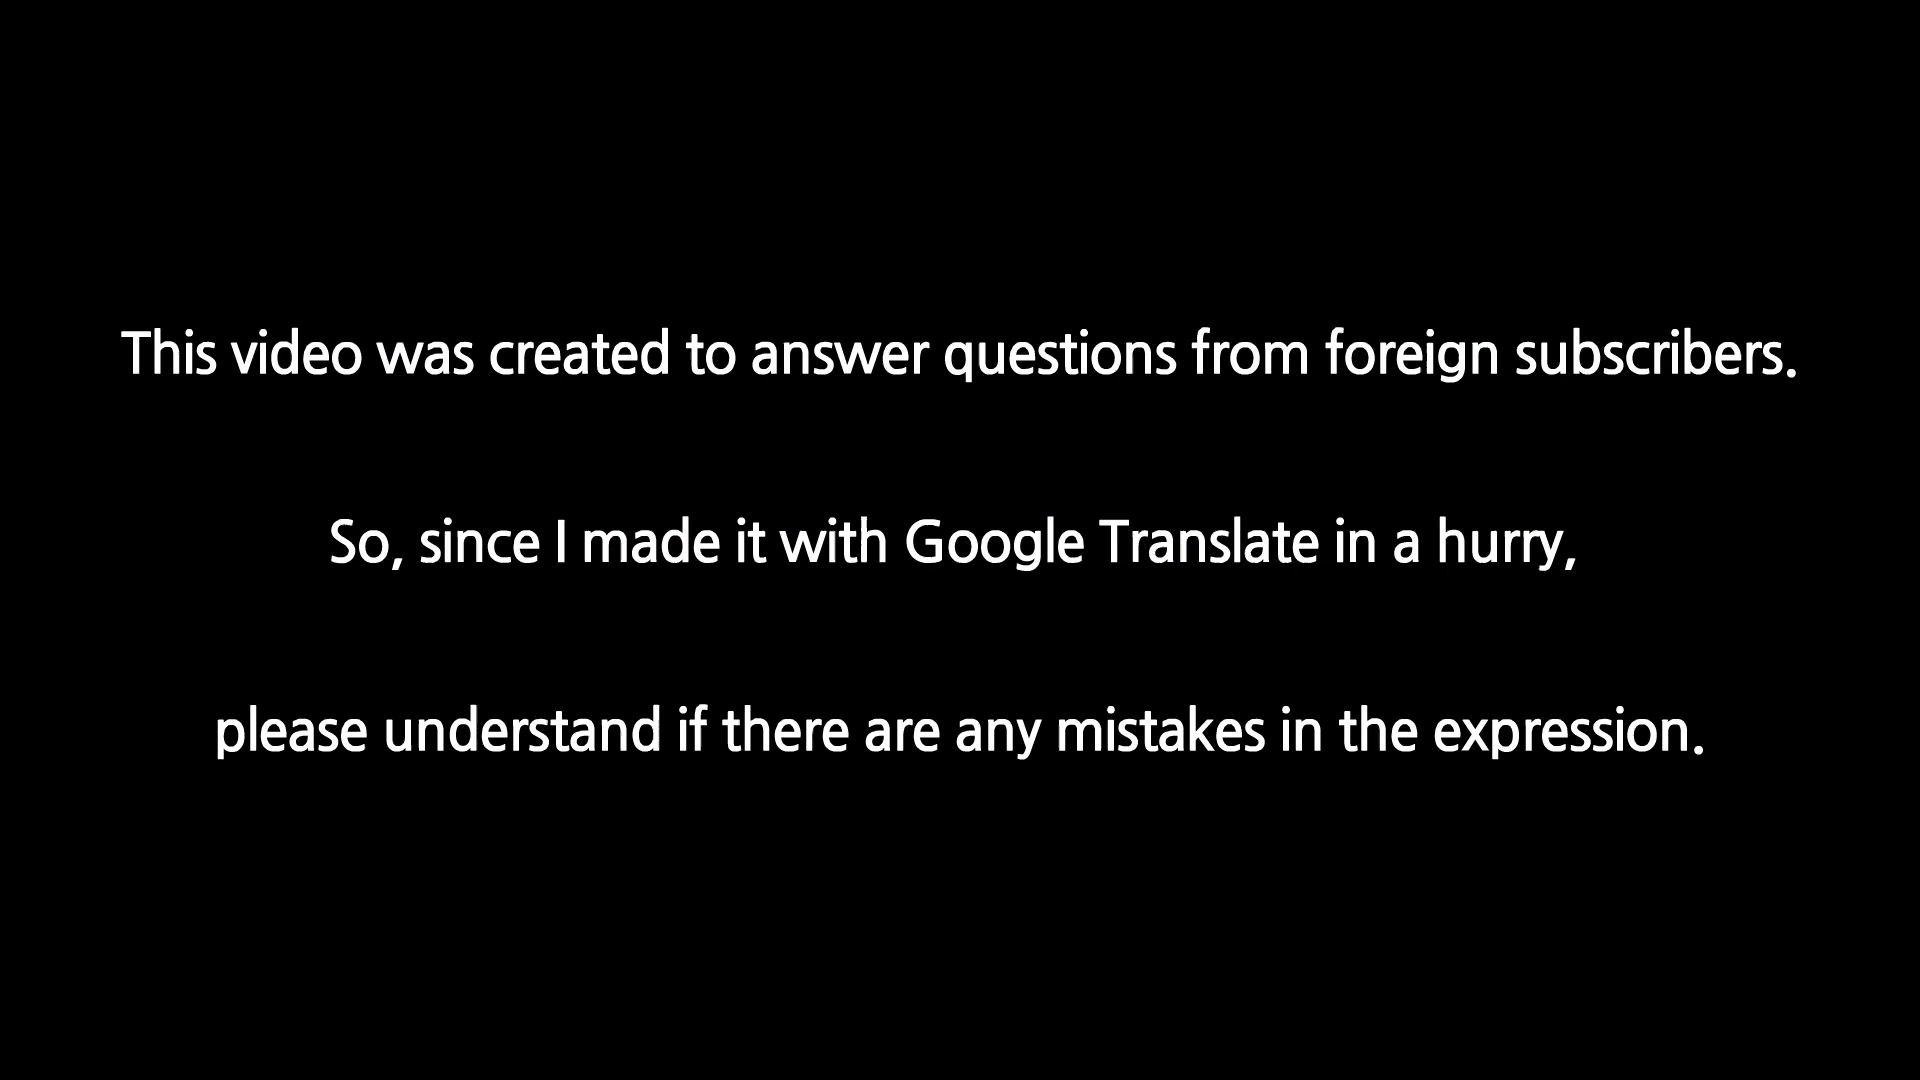 This video was created to answer questions from foreign subscribers.
So, since I made it with Google Translate in a hurry,
please understand if there are any mistakes in the expression.